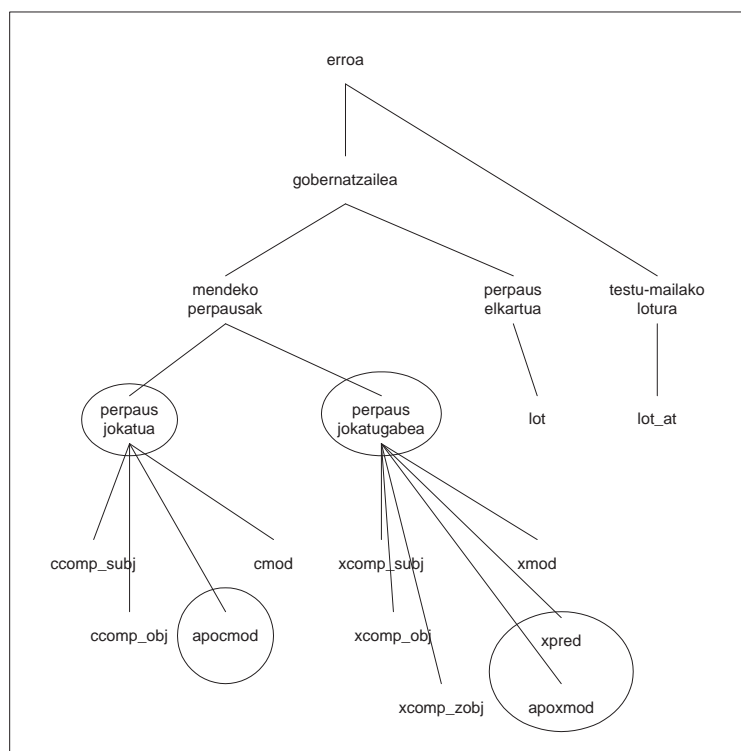 erroa
gobernatzailea
mendeko
perpausak
perpaus
elkartua
testu-mailako
lotura
perpaus
jokatua
perpaus
jokatugabea
lot
lot_at
ccomp_subj
cmod
xcomp_subj
xmod
ccomp_obj
apocmod
xcomp_obj
xpred
xcomp_zobj
apoxmod